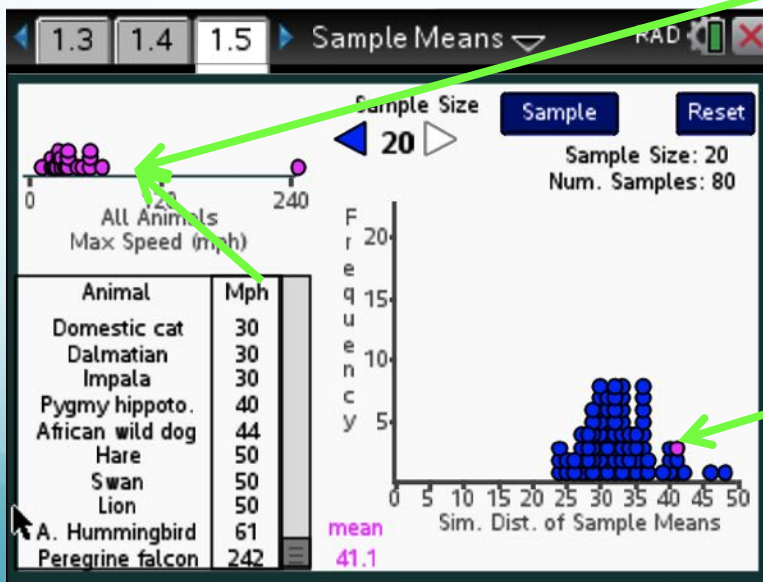 1.3 1.4 1.5 Sample Means RAD
Sample Size
20
Sample Reset
Sample Size: 20
Num. Samples: 80
0 120 240
All Animals
Max Speed (mph)
Animal Mph
Domestic cat 30
Dalmatian 30
Impala 30
Pygmy hippoto. 40
African wild dog 44
Hare 50
Swan 50
Lion 50
A. Hummingbird 61
Peregrine falcon 242
mean
41.1
Frequency
20
15
10
5
0 5 10 15 20 25 30 35 40 45 50
Sim. Dist. of Sample Means